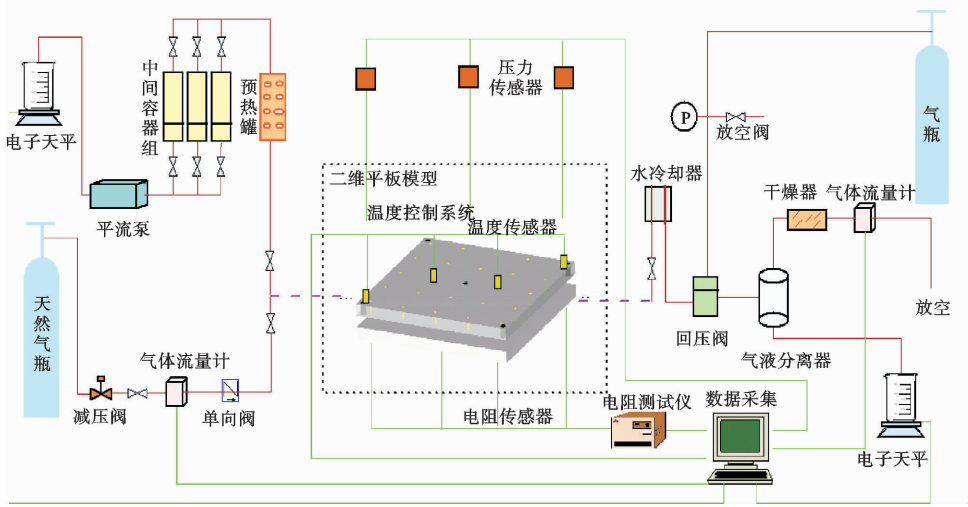 电子天平
中间容器组
预热罐
平流泵
天然气瓶
减压阀
气体流量计
单向阀
压力
传感器
二维平板模型
温度控制系统
温度传感器
电阻传感器
电阻测试仪
数据采集
P
放空阀
水冷却器
干燥器
气体流量计
气瓶
回压阀
气液分离器
放空
电子天平